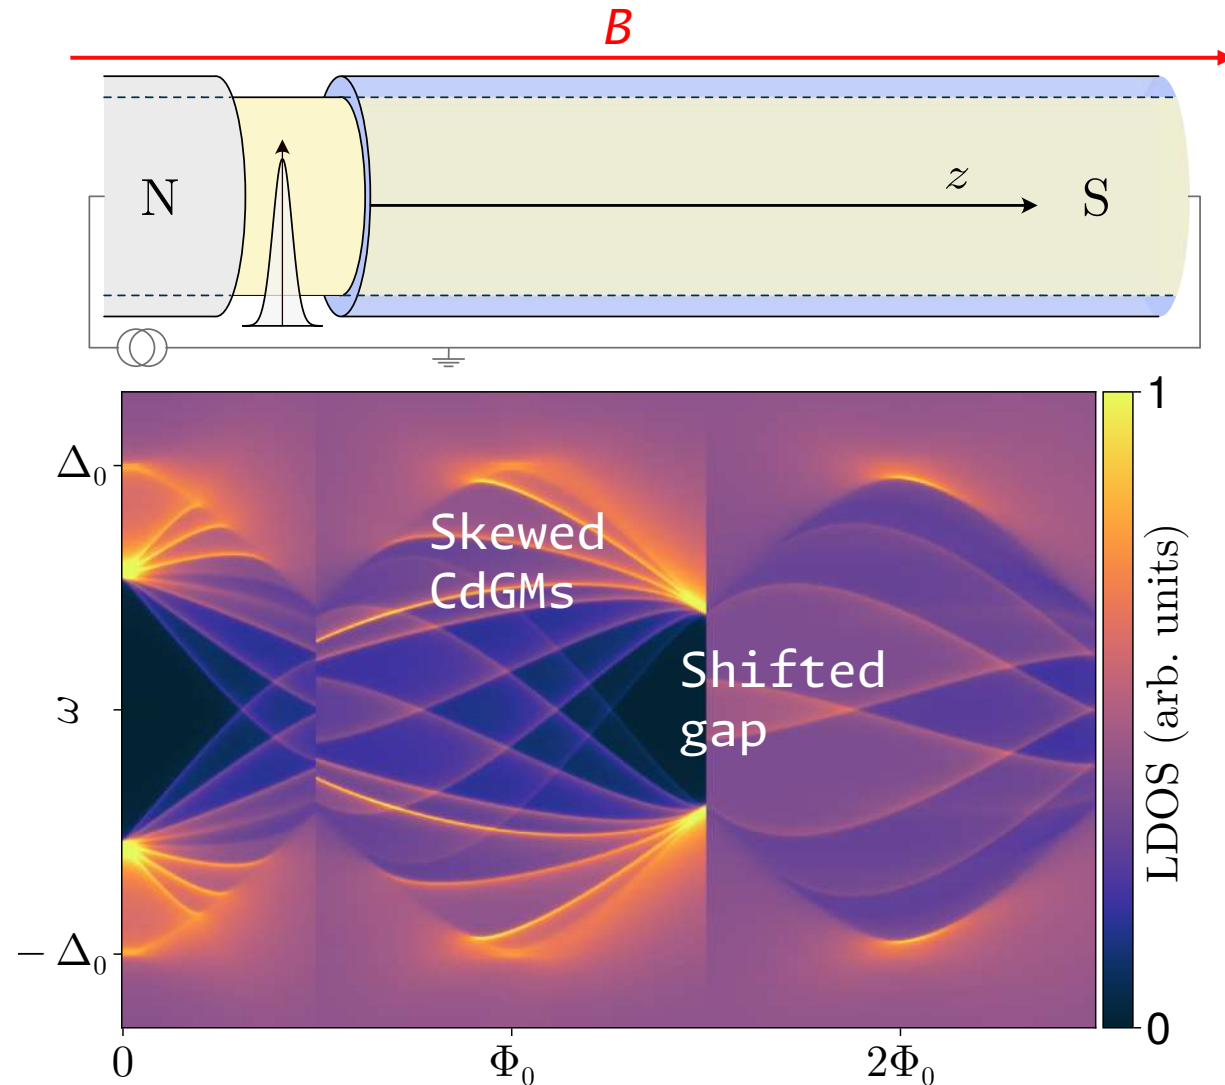 B
N
z
S
Δ₀
ω
− Δ₀
Skewed
CdGMs
Shifted
gap
0
Φ₀
2Φ₀
1
0
LDOS (arb. units)